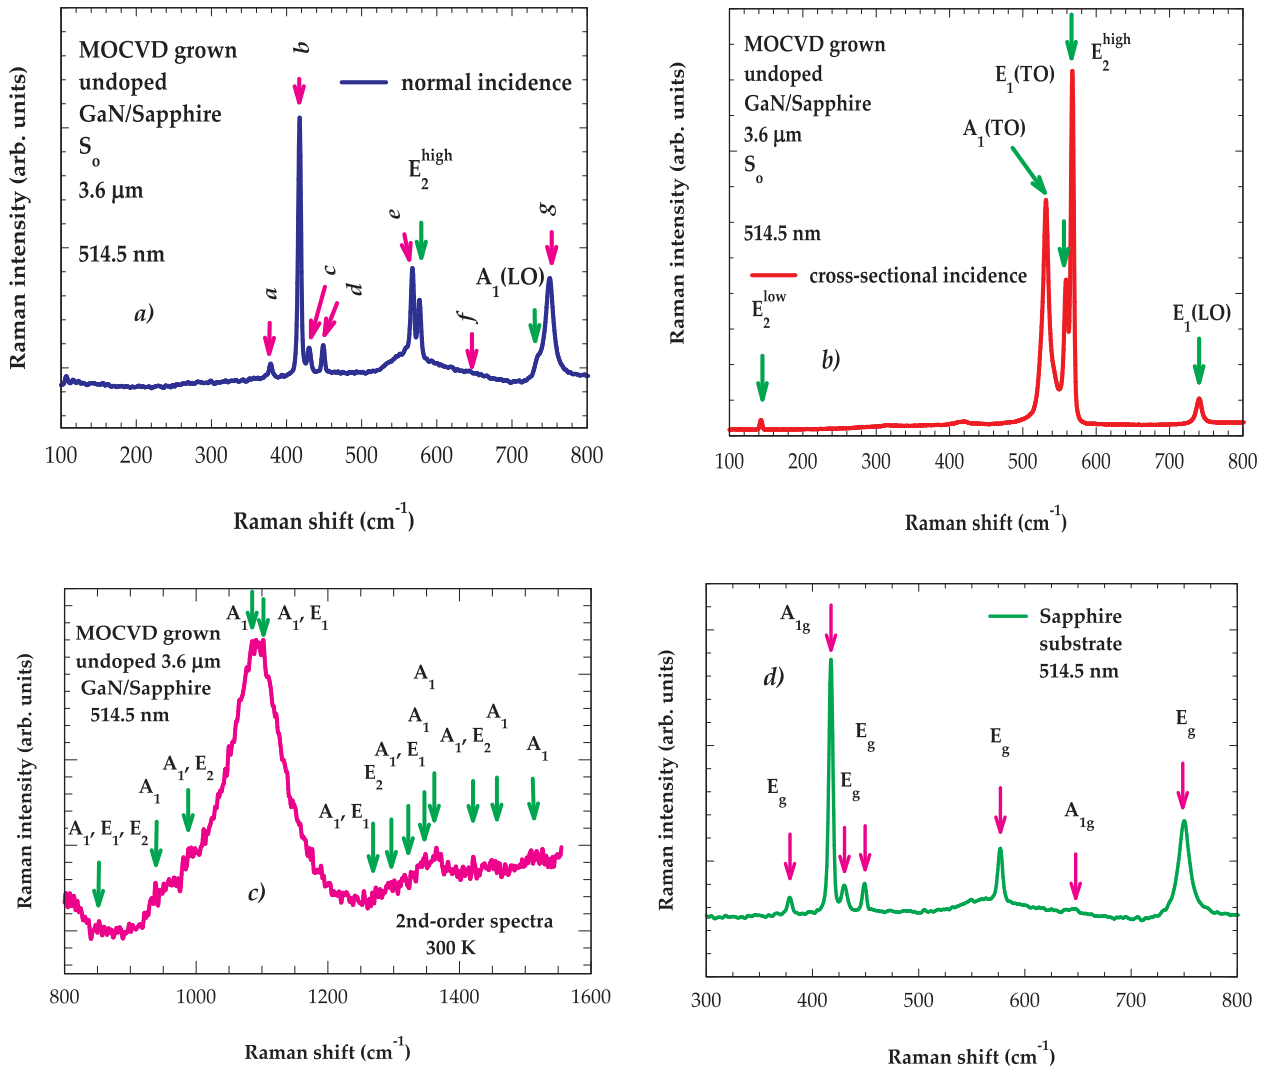 MOCVD grown
undoped
GaN/Sapphire
So
3.6 μm
514.5 nm
a)
normal incidence
a
b
c
d
e
E2high
f
A1(LO)
g
Raman intensity (arb. units)
100 200 300 400 500 600 700 800
Raman shift (cm-1)
MOCVD grown
undoped
GaN/Sapphire
3.6 μm
So
514.5 nm
cross-sectional incidence
E2low
b)
A1(TO)
E1(TO)
E2high
E1(LO)
Raman intensity (arb. units)
100 200 300 400 500 600 700 800
Raman shift (cm-1)
MOCVD grown
undoped 3.6 μm
GaN/Sapphire
514.5 nm
A1
A1, E1
A1, E1, E2
A1
A1, E2
A1, E1
E2
A1, E1
A1
A1
A1, E2
A1
A1
c)
2nd-order spectra
300 K
Raman intensity (arb. units)
800 1000 1200 1400 1600
Raman shift (cm-1)
d)
Sapphire
substrate
514.5 nm
Eg
A1g
Eg
Eg
Eg
A1g
Eg
Raman intensity (arb. units)
300 400 500 600 700 800
Raman shift (cm-1)